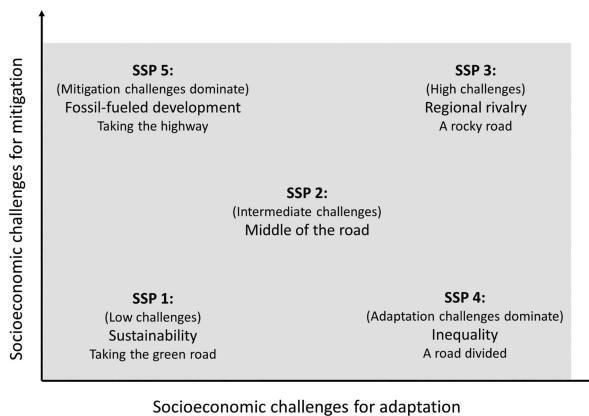 Socioeconomic challenges for mitigation
SSP 5:
(Mitigation challenges dominate)
Fossil-fueled development
Taking the highway
SSP 3:
(High challenges)
Regional rivalry
A rocky road
SSP 2:
(Intermediate challenges)
Middle of the road
SSP 1:
(Low challenges)
Sustainability
Taking the green road
SSP 4:
(Adaptation challenges dominate)
Inequality
A road divided
Socioeconomic challenges for adaptation